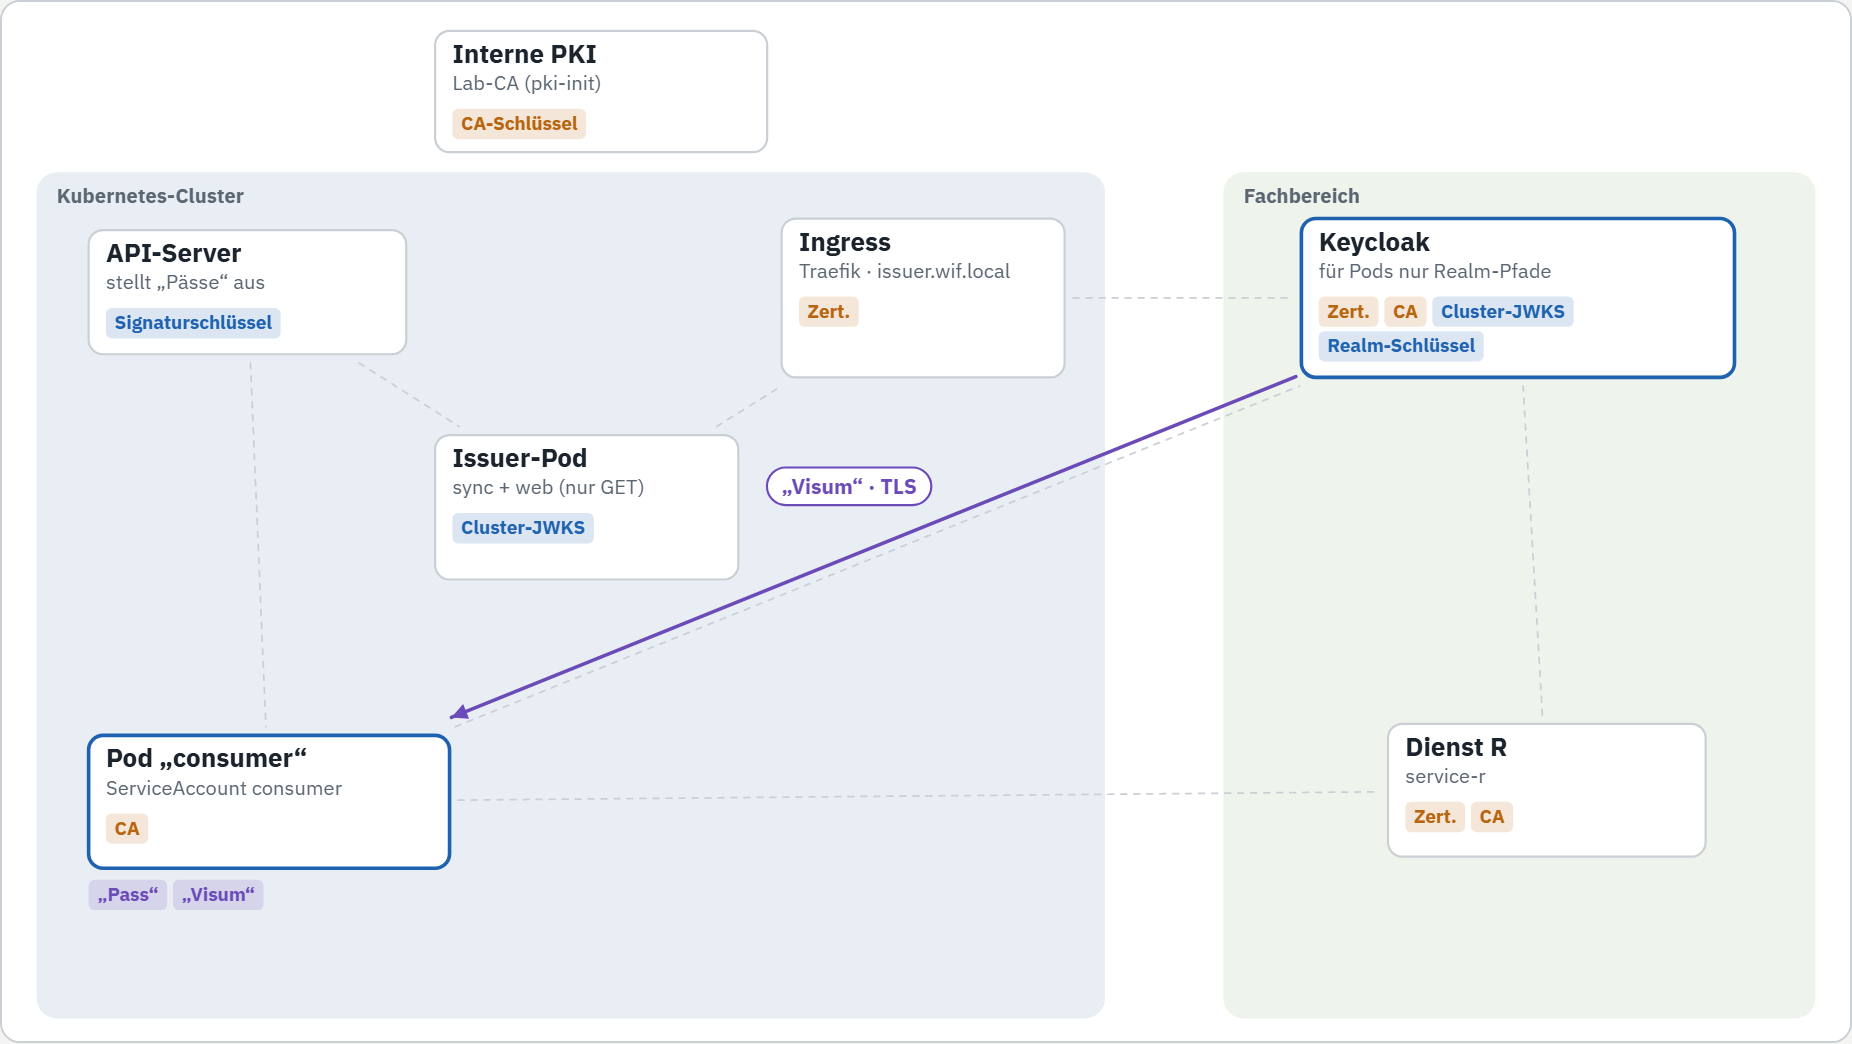 Interne PKI
Lab-CA (pki-init)
CA-Schlüssel
Kubernetes-Cluster
API-Server
stellt „Pässe“ aus
Signaturschlüssel
Ingress
Traefik · issuer.wif.local
Zert.
Issuer-Pod
sync + web (nur GET)
Cluster-JWKS
„Visum“ · TLS
Pod „consumer“
ServiceAccount consumer
CA
„Pass“ „Visum“
Fachbereich
Keycloak
für Pods nur Realm-Pfade
Zert. CA Cluster-JWKS
Realm-Schlüssel
Dienst R
service-r
Zert. CA